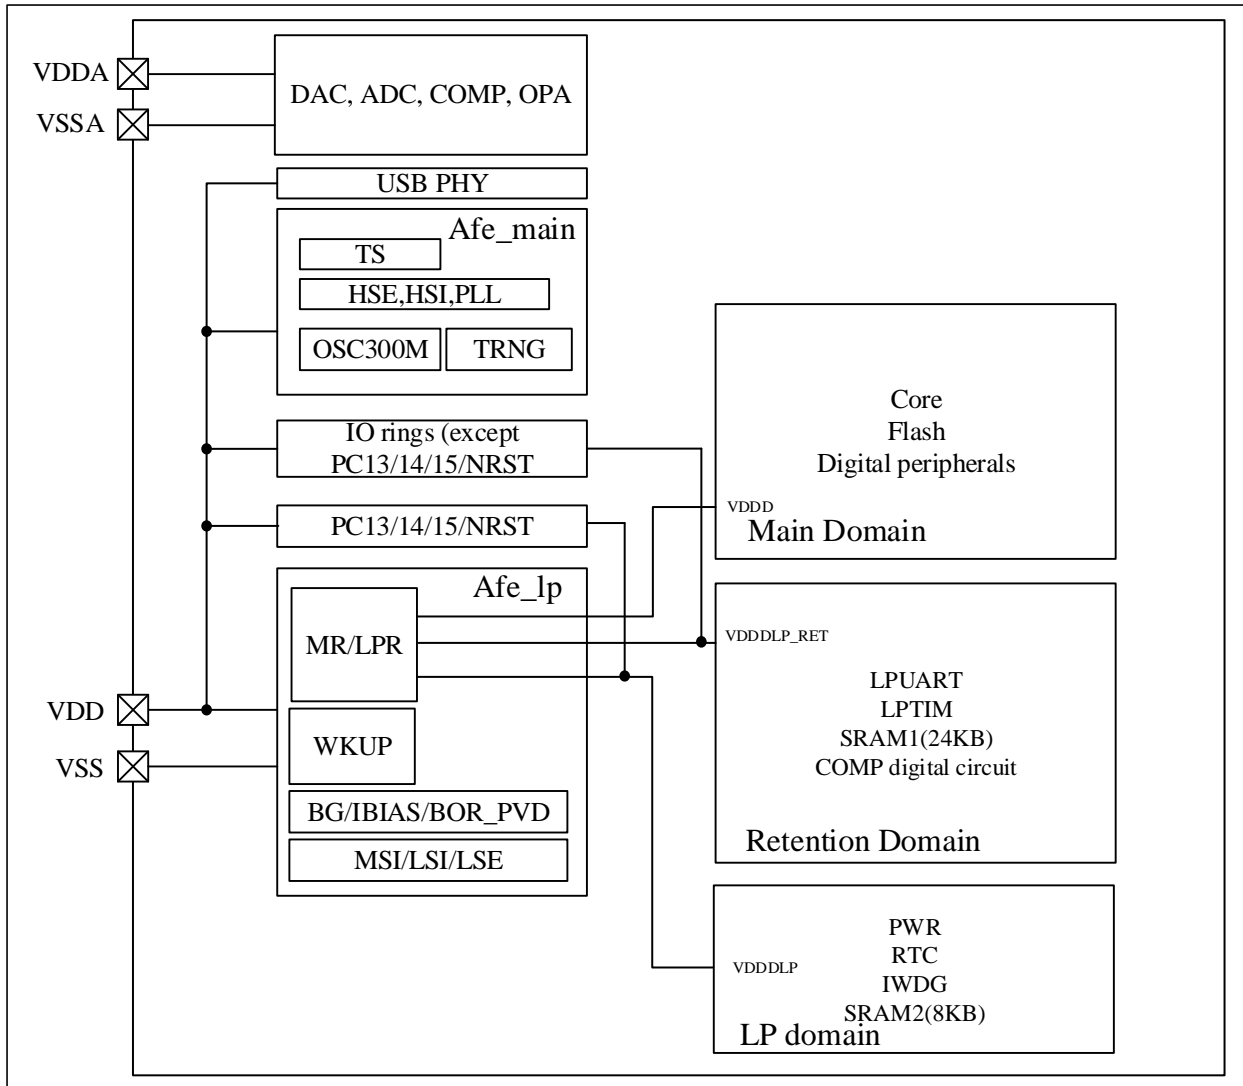 VDDA
VSSA
DAC, ADC, COMP, OPA
USB PHY
Afe_main
TS
HSE,HSI,PLL
OSC300M
TRNG
IO rings (except
PC13/14/15/NRST
PC13/14/15/NRST
Afe_lp
MR/LPR
WKUP
BG/IBIAS/BOR_PVD
MSI/LSI/LSE
VDD
VSS
Core
Flash
Digital peripherals
VDDD
Main Domain
VDDDLP_RET
LPUART
LPTIM
SRAM1(24KB)
COMP digital circuit
Retention Domain
PWR
RTC
VDDDLP
IWDG
SRAM2(8KB)
LP domain